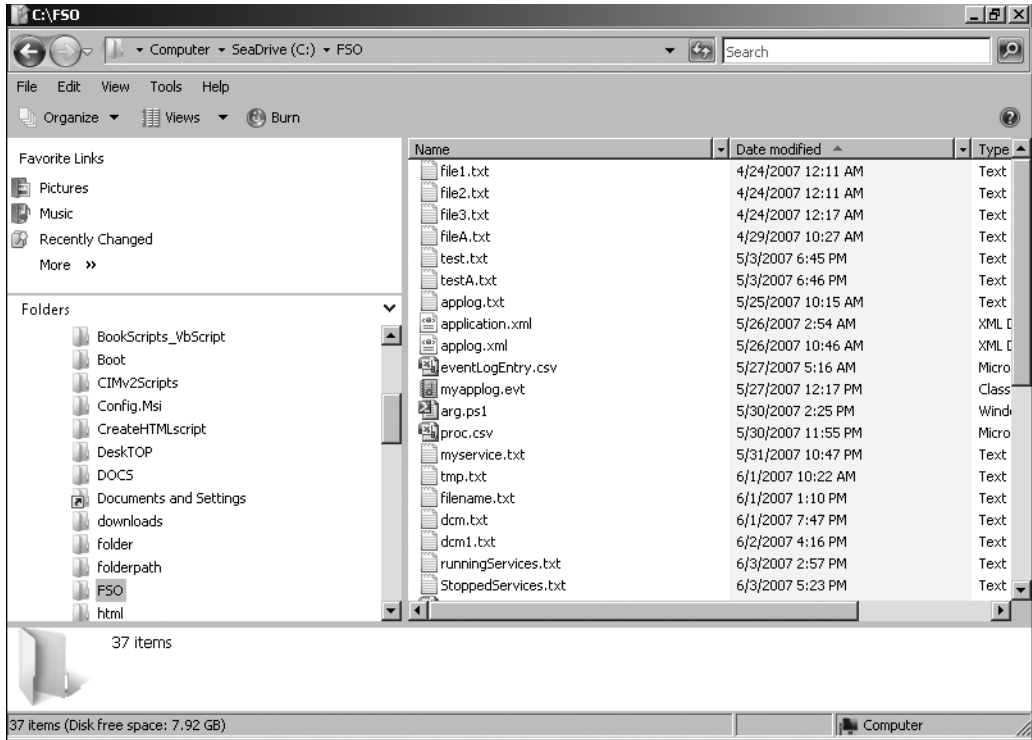 C:\FSO
Computer SeaDrive (C:) FSO
Search
File Edit View Tools Help
Organize Views Burn
Favorite Links
Pictures
Music
Recently Changed
More »
Folders
BookScripts_VbScript
Boot
CIMv2Scripts
Config.Msi
CreateHTMLscript
DeskTOP
DOCS
Documents and Settings
downloads
folder
folderpath
FSO
html
Name Date modified Type
file1.txt 4/24/2007 12:11 AM Text
file2.txt 4/24/2007 12:11 AM Text
file3.txt 4/24/2007 12:17 AM Text
fileA.txt 4/29/2007 10:27 AM Text
test.txt 5/3/2007 6:45 PM Text
testA.txt 5/3/2007 6:46 PM Text
applog.txt 5/25/2007 10:15 AM Text
application.xml 5/26/2007 2:54 AM XML D
applog.xml 5/26/2007 10:46 AM XML D
eventLogEntry.csv 5/27/2007 5:16 AM Micro
myapplog.evt 5/27/2007 12:17 PM Class
arg.ps1 5/30/2007 2:25 PM Windo
proc.csv 5/30/2007 11:55 PM Micro
myservice.txt 5/31/2007 10:47 PM Text
tmp.txt 6/1/2007 10:22 AM Text
filename.txt 6/1/2007 1:10 PM Text
dcm.txt 6/1/2007 7:47 PM Text
dcm1.txt 6/2/2007 4:16 PM Text
runningServices.txt 6/3/2007 2:57 PM Text
StoppedServices.txt 6/3/2007 5:23 PM Text
37 items
37 items (Disk free space: 7.92 GB) Computer